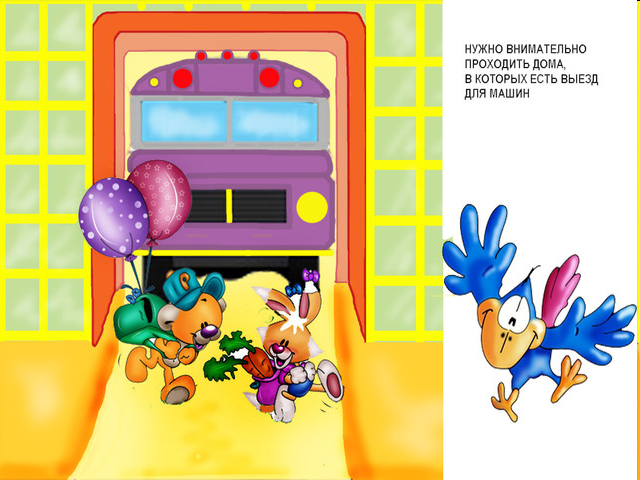 НУЖНО ВНИМАТЕЛЬНО
ПРОХОДИТЬ ДОМА,
В КОТОРЫХ ЕСТЬ ВЫЕЗД
ДЛЯ МАШИН